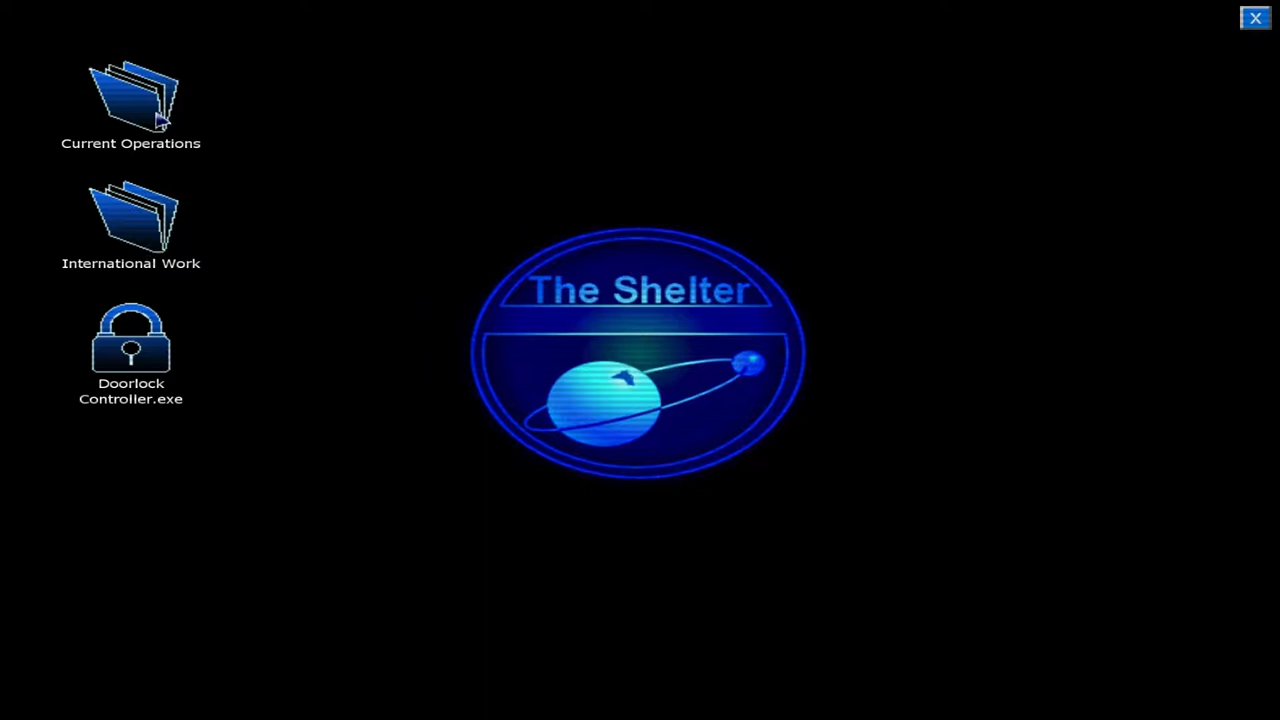 X
Current Operations
International Work
Doorlock
Controller.exe
The Shelter